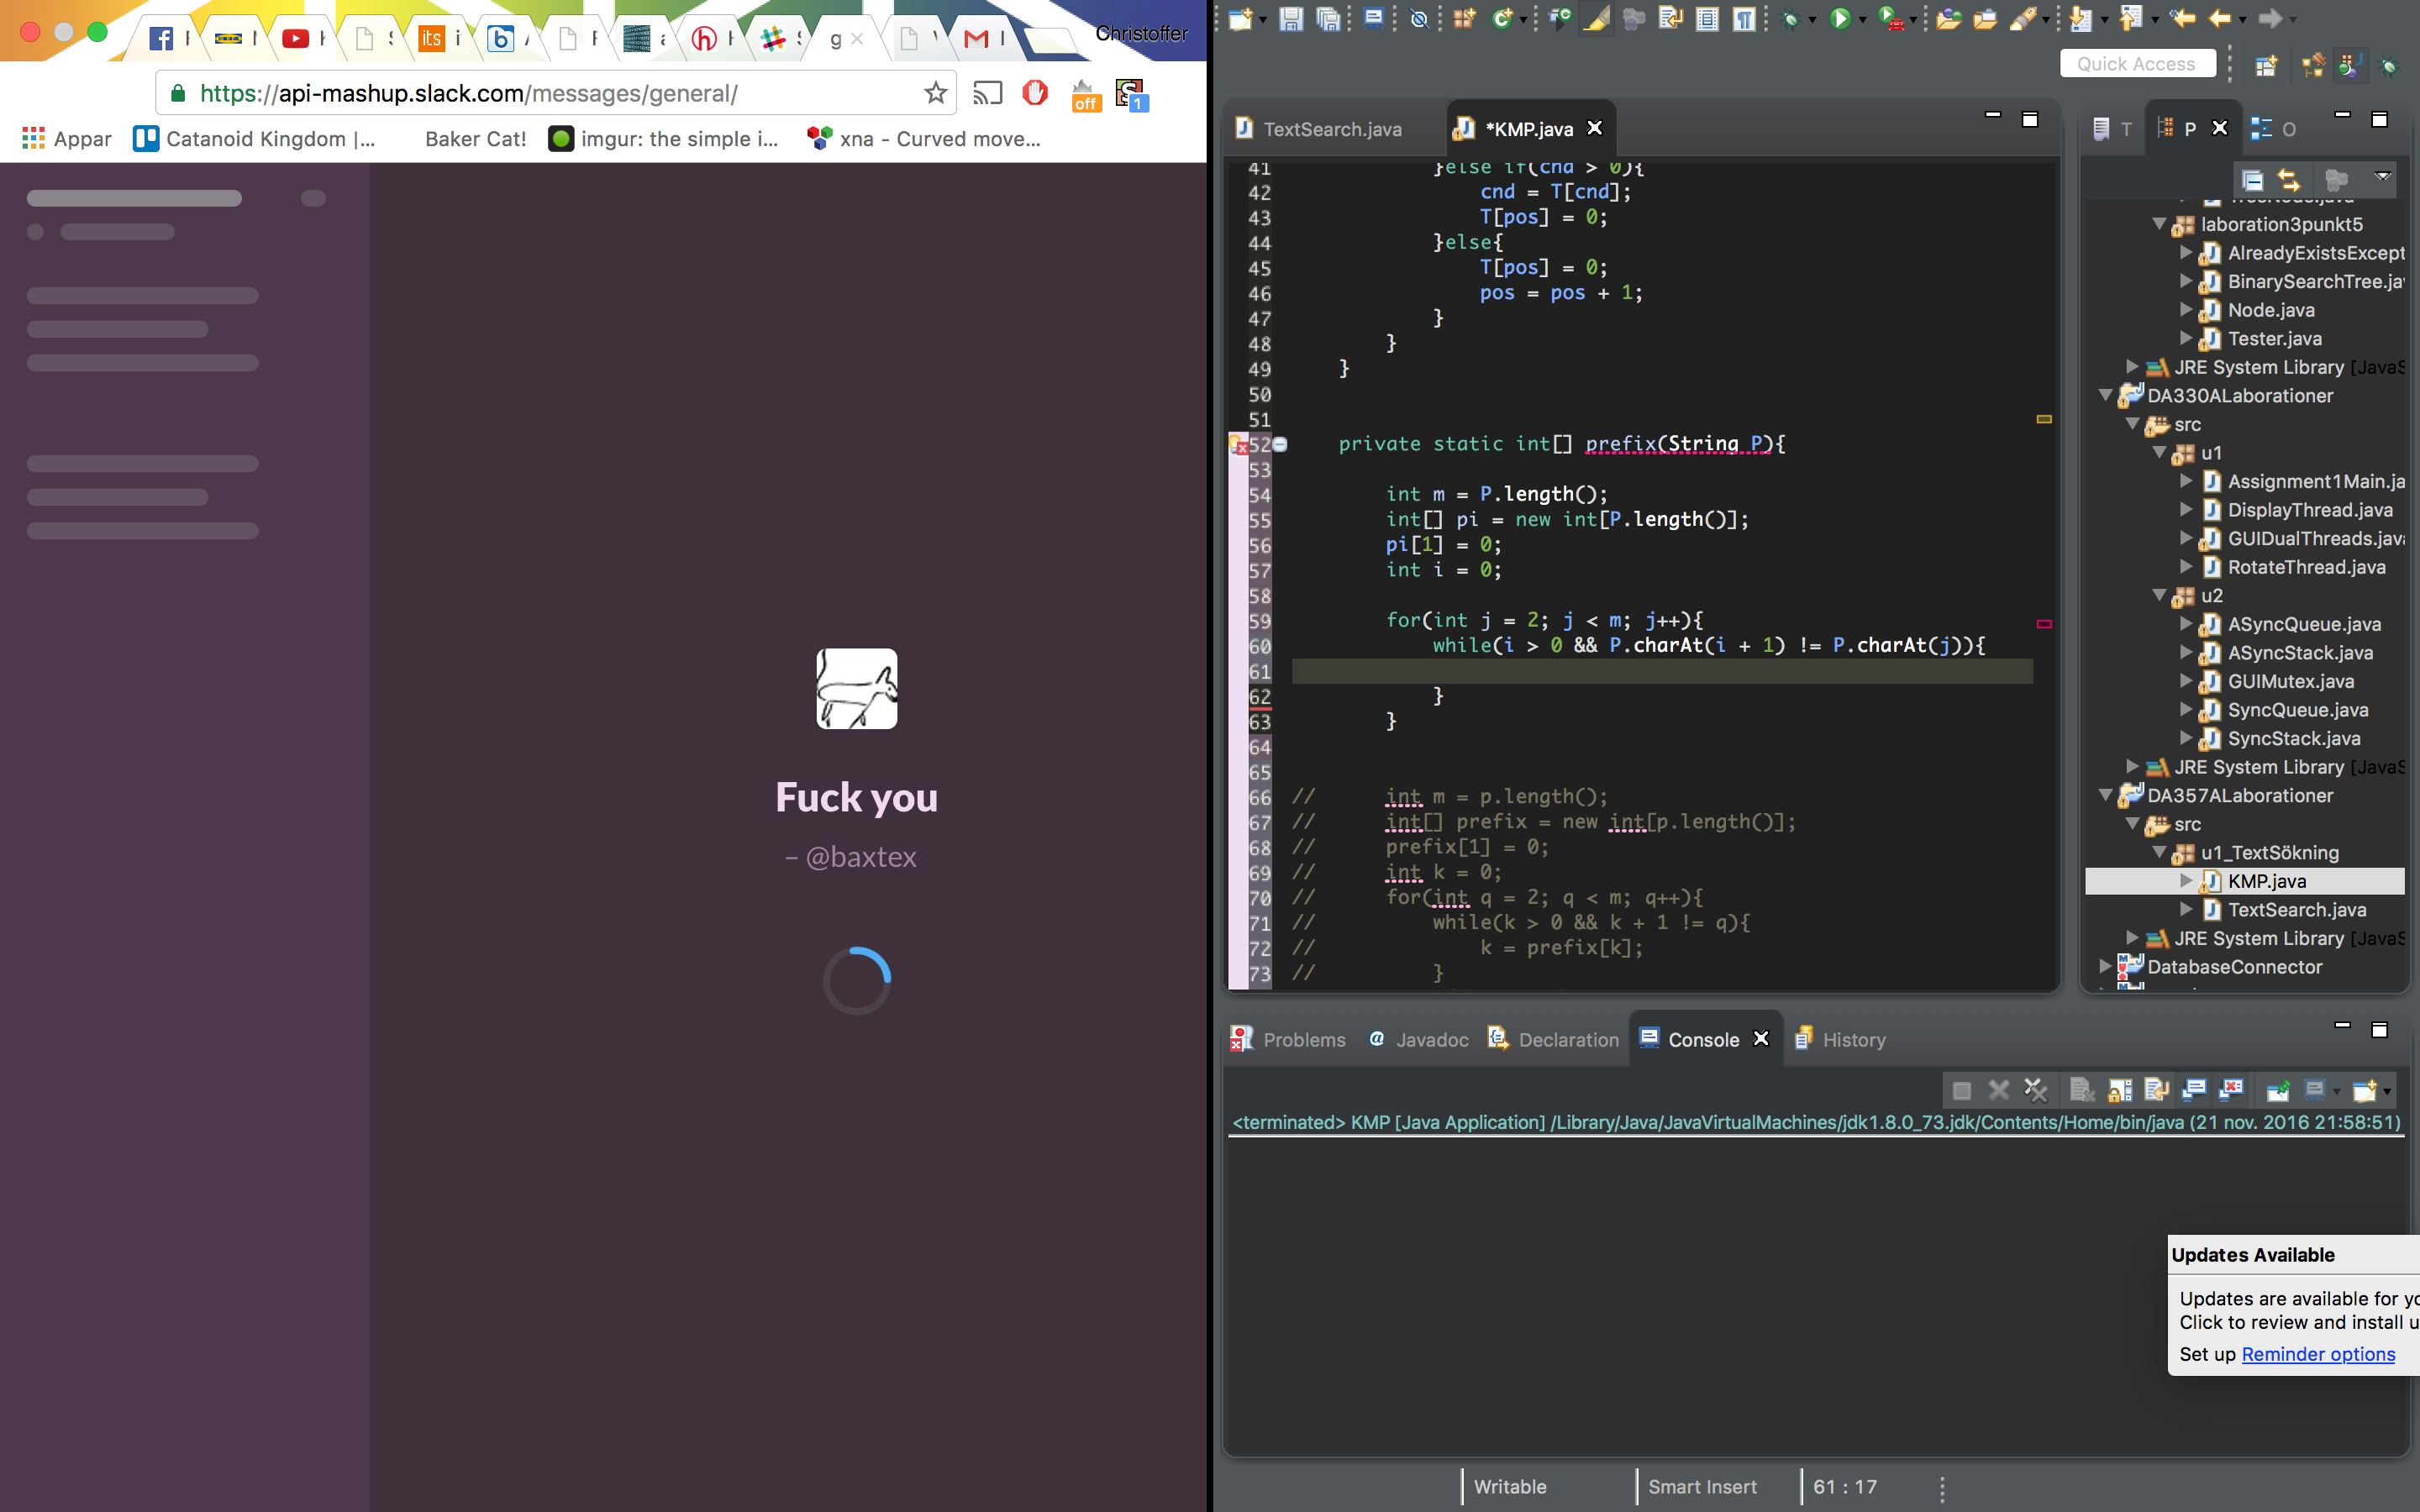 Christoffer
https://api-mashup.slack.com/messages/general/
off
1
Appar
Catanoid Kingdom |...
Baker Cat!
imgur: the simple i...
xna - Curved move...
Fuck you
– @baxtex
Quick Access
TextSearch.java
*KMP.java
T
P
O
41 }else if(cnd > 0){
42 cnd = T[cnd];
43 T[pos] = 0;
44 }else{
45 T[pos] = 0;
46 pos = pos + 1;
47 }
48 }
49 }
50
51
52 private static int[] prefix(String P){
53
54 int m = P.length();
55 int[] pi = new int[P.length()];
56 pi[1] = 0;
57 int i = 0;
58
59 for(int j = 2; j < m; j++){
60 while(i > 0 && P.charAt(i + 1) != P.charAt(j)){
61
62 }
63 }
64
65
66 // int m = p.length();
67 // int[] prefix = new int[p.length()];
68 // prefix[1] = 0;
69 // int k = 0;
70 // for(int q = 2; q < m; q++){
71 // while(k > 0 && k + 1 != q){
72 // k = prefix[k];
73 // }
TreeNode.java
laboration3punkt5
AlreadyExistsExcept
BinarySearchTree.jav
Node.java
Tester.java
JRE System Library [JavaS
DA330ALaborationer
src
u1
Assignment1Main.ja
DisplayThread.java
GUIDualThreads.java
RotateThread.java
u2
ASyncQueue.java
ASyncStack.java
GUIMutex.java
SyncQueue.java
SyncStack.java
JRE System Library [JavaS
DA357ALaborationer
src
u1_TextSökning
KMP.java
TextSearch.java
JRE System Library [JavaS
DatabaseConnector
Problems
Javadoc
Declaration
Console
History
<terminated> KMP [Java Application] /Library/Java/JavaVirtualMachines/jdk1.8.0_73.jdk/Contents/Home/bin/java (21 nov. 2016 21:58:51)
Updates Available
Updates are available for yo
Click to review and install u
Set up Reminder options
Writable
Smart Insert
61 : 17